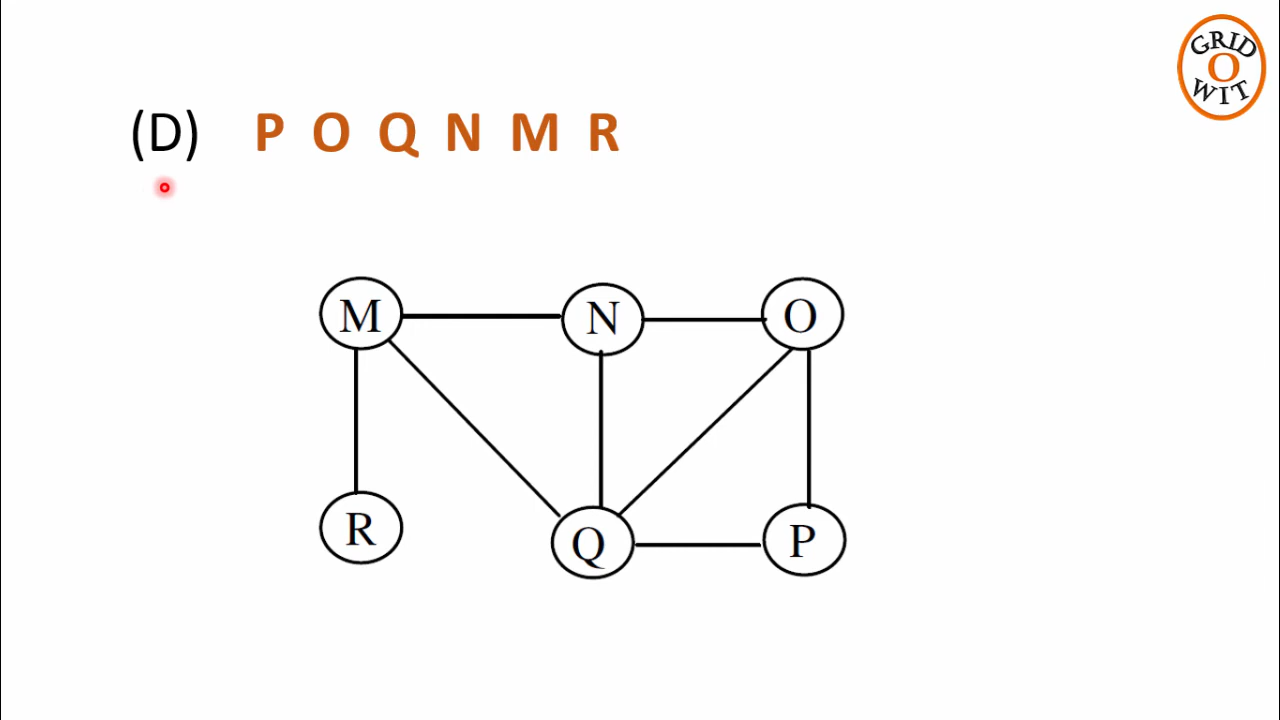 GRID
O
WIT
(D) P O Q N M R
M N O
R Q P